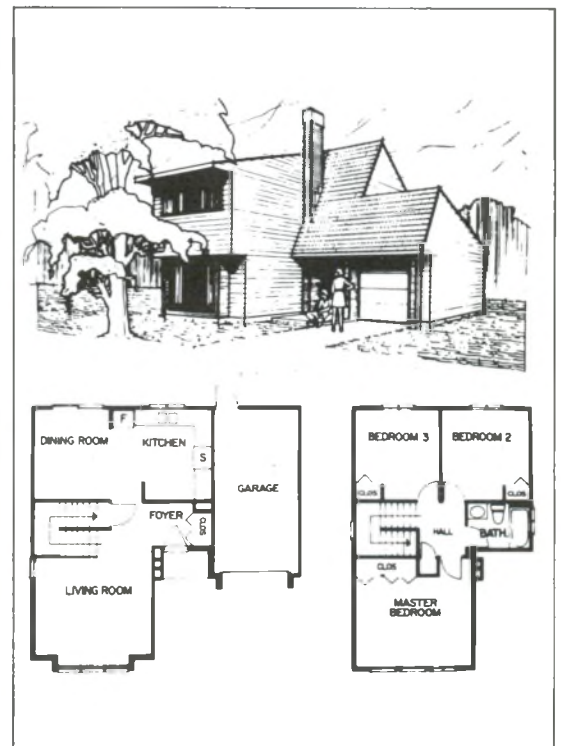 DINING ROOM
F
KITCHEN
S
GARAGE
FOYER
CLOS
LIVING ROOM
BEDROOM 3
BEDROOM 2
CLOS
CLOS
HALL
BATH
CLOS
MASTER
BEDROOM